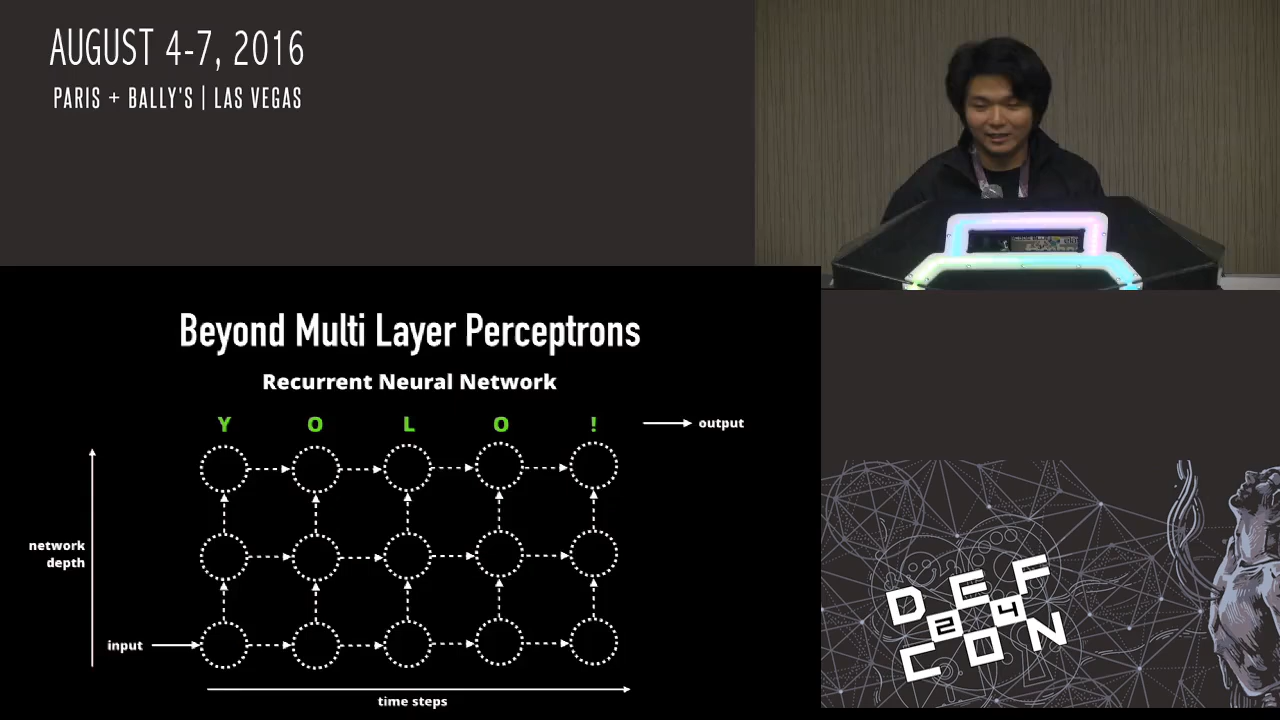 AUGUST 4-7, 2016
PARIS + BALLY'S | LAS VEGAS
Beyond Multi Layer Perceptrons
Recurrent Neural Network
Y O L O ! output
network
depth
input
time steps
DEF
24
CON